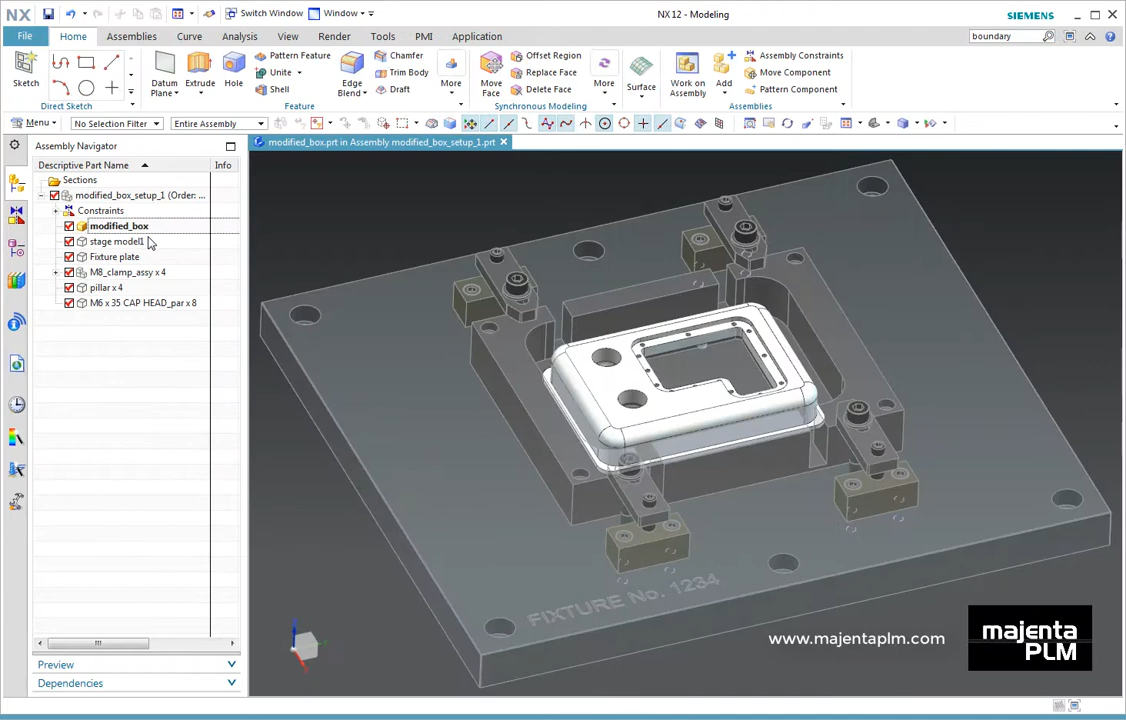 NX
Switch Window
Window
NX 12 - Modeling
SIEMENS
File
Home
Assemblies
Curve
Analysis
View
Render
Tools
PMI
Application
boundary
Sketch
Direct Sketch
Datum
Plane
Extrude
Hole
Pattern Feature
Unite
Shell
Edge
Blend
Chamfer
Trim Body
Draft
More
Feature
Move
Face
Offset Region
Replace Face
Delete Face
More
Synchronous Modeling
Surface
Work on
Assembly
Add
Assembly Constraints
Move Component
Pattern Component
Assemblies
Menu
No Selection Filter
Entire Assembly
Assembly Navigator
modified_box.prt in Assembly modified_box_setup_1.prt
Descriptive Part Name
Info
Sections
modified_box_setup_1 (Order: ...
Constraints
modified_box
stage model1
Fixture plate
M8_clamp_assy x 4
pillar x 4
M6 x 35 CAP HEAD_par x 8
Preview
Dependencies
FIXTURE No. 1234
www.majentaplm.com
majenta
PLM